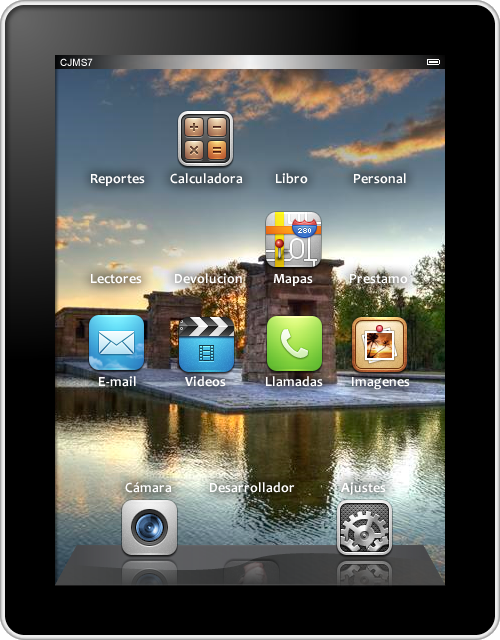 CJMS7
Reportes Calculadora Libro Personal
280
Lectores Devolucion Mapas Prestamo
E-mail Videos Llamadas Imagenes
Cámara Desarrollador Ajustes